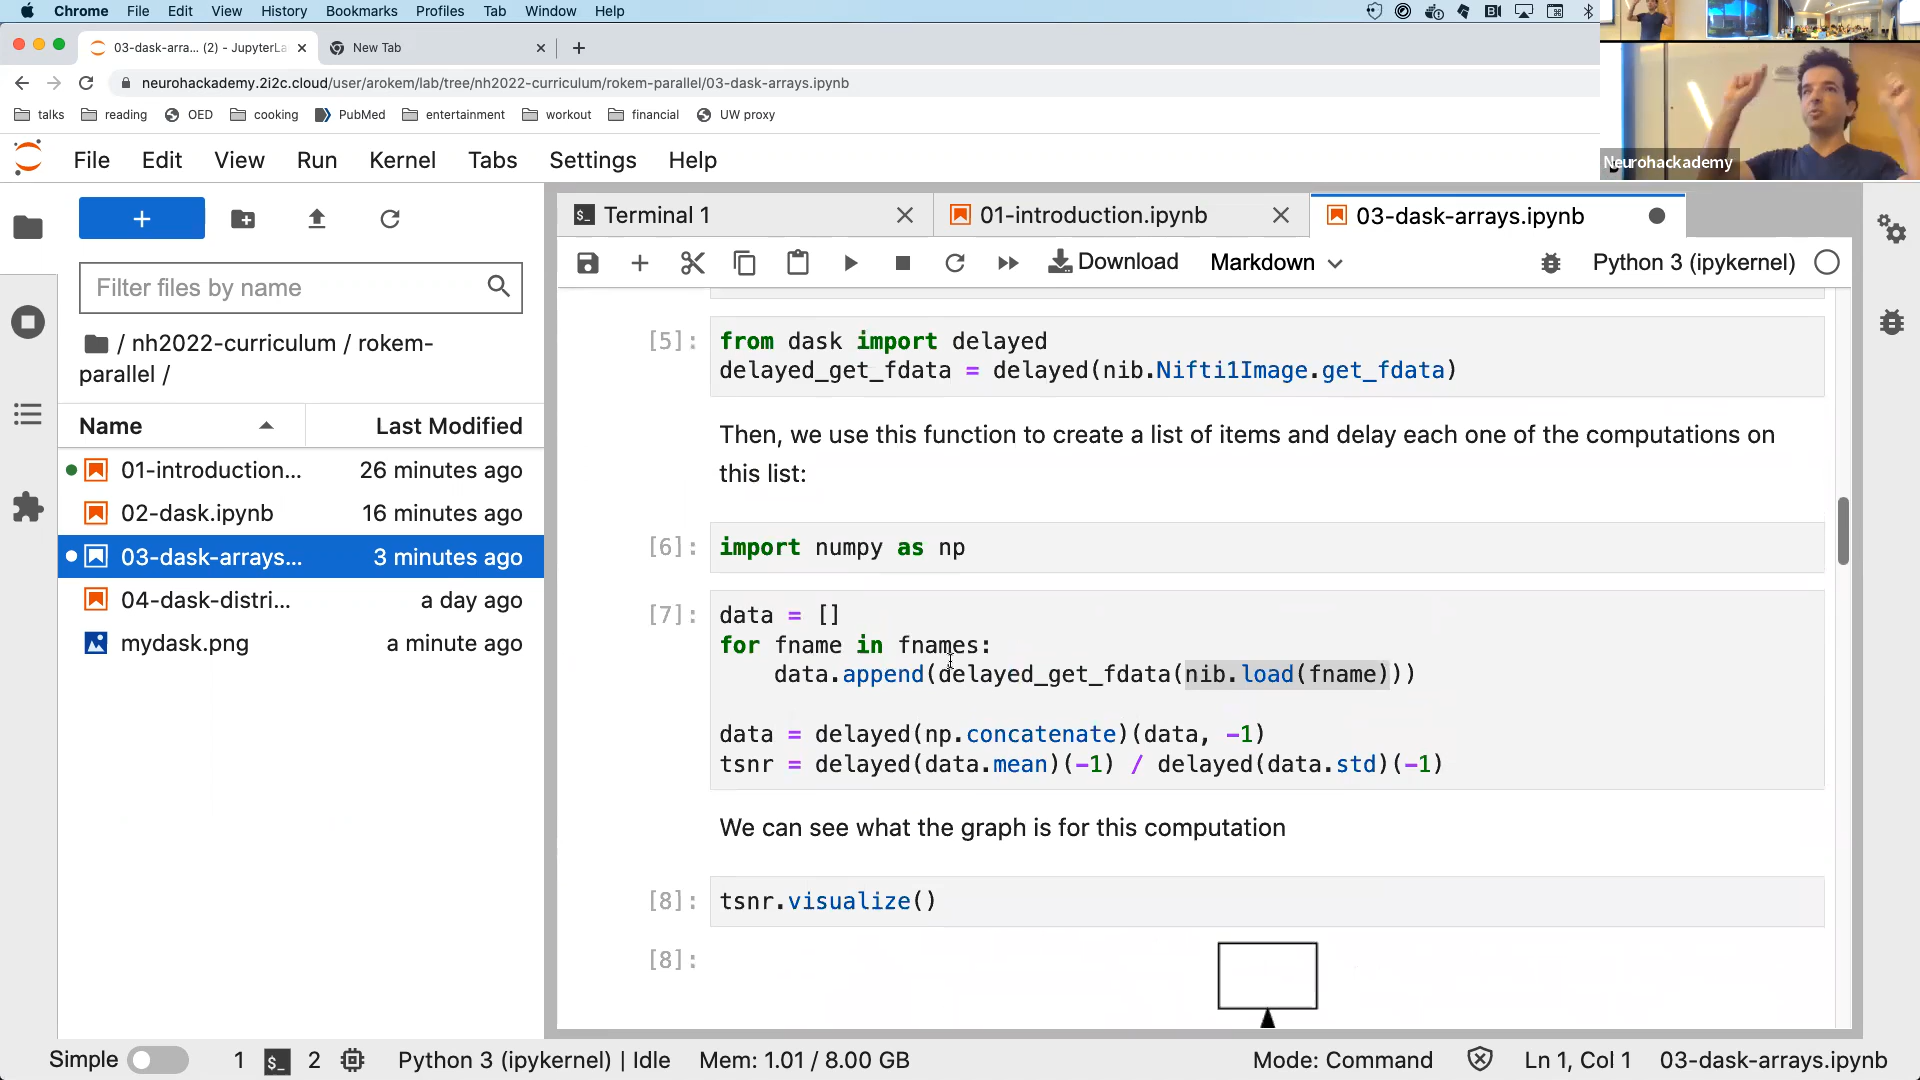 Chrome File Edit View History Bookmarks Profiles Tab Window Help
03-dask-arra... (2) - JupyterLa
New Tab
neurohackademy.2i2c.cloud/user/arokem/lab/tree/nh2022-curriculum/rokem-parallel/03-dask-arrays.ipynb
talks reading OED cooking PubMed entertainment workout financial UW proxy
Neurohackademy
File Edit View Run Kernel Tabs Settings Help
Terminal 1
01-introduction.ipynb
03-dask-arrays.ipynb
Download
Markdown
Python 3 (ipykernel)
Filter files by name
/ nh2022-curriculum / rokem-
parallel /
Name Last Modified
01-introduction... 26 minutes ago
02-dask.ipynb 16 minutes ago
03-dask-arrays... 3 minutes ago
04-dask-distri... a day ago
mydask.png a minute ago
[5]: from dask import delayed
delayed_get_fdata = delayed(nib.Nifti1Image.get_fdata)
Then, we use this function to create a list of items and delay each one of the computations on
this list:
[6]: import numpy as np
[7]: data = []
for fname in fnames:
data.append(delayed_get_fdata(nib.load(fname)))
data = delayed(np.concatenate)(data, -1)
tsnr = delayed(data.mean)(-1) / delayed(data.std)(-1)
We can see what the graph is for this computation
[8]: tsnr.visualize()
[8]:
Simple 1 2 Python 3 (ipykernel) | Idle Mem: 1.01 / 8.00 GB Mode: Command Ln 1, Col 1 03-dask-arrays.ipynb